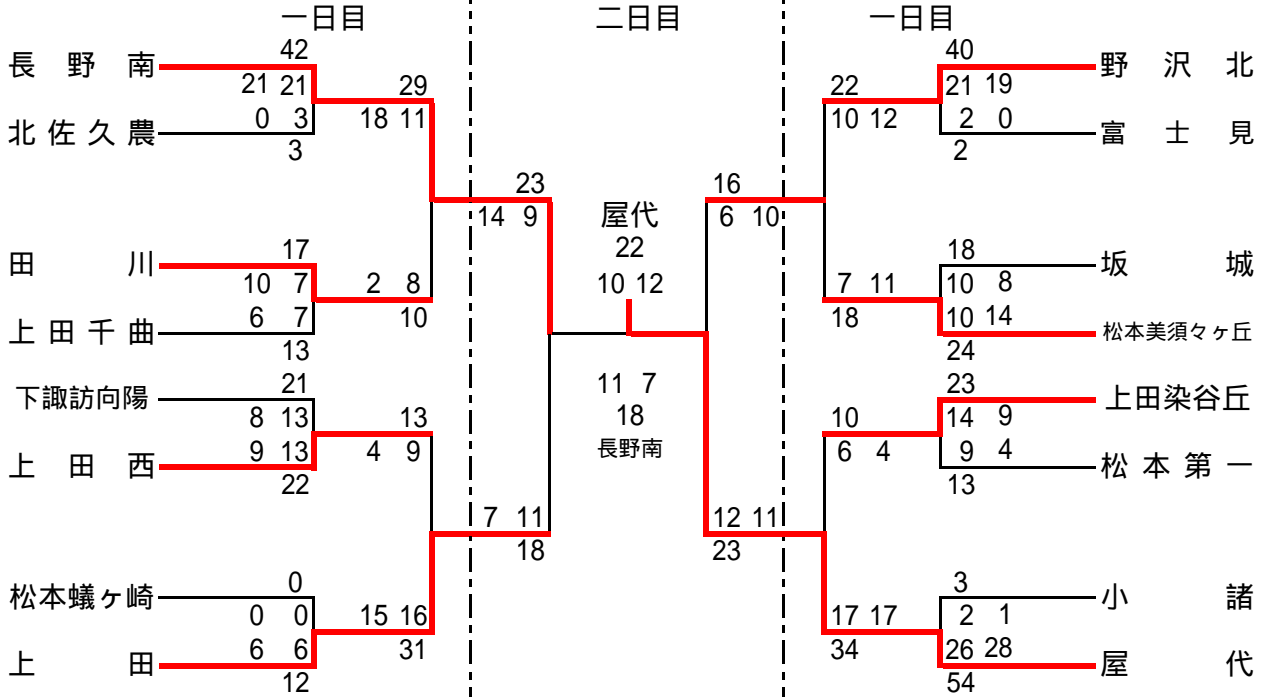 一日目 二日目 一日目
42 40
長野南 29 22 野沢北
21 21 21 19
0 3 18 11 10 12 2 0
北佐久農 富士見
3 2
23 16
屋代
14 9 6 10
22
17 18
田川 坂城
10 7 2 8 10 12 7 11 10 8
6 7 10 18 10 14
上田千曲 松本美須々ヶ丘
13 24
21 11 7 23
下諏訪向陽 上田染谷丘
8 13 13 18 10 14 9
9 13 4 9 長野南 6 4 9 4
上田西 松本第一
22 13
7 11 12 11
18 23
0 3
松本蟻ヶ崎 小諸
0 0 15 16 17 17 2 1
6 6 31 34 26 28
上田 屋代
12 54